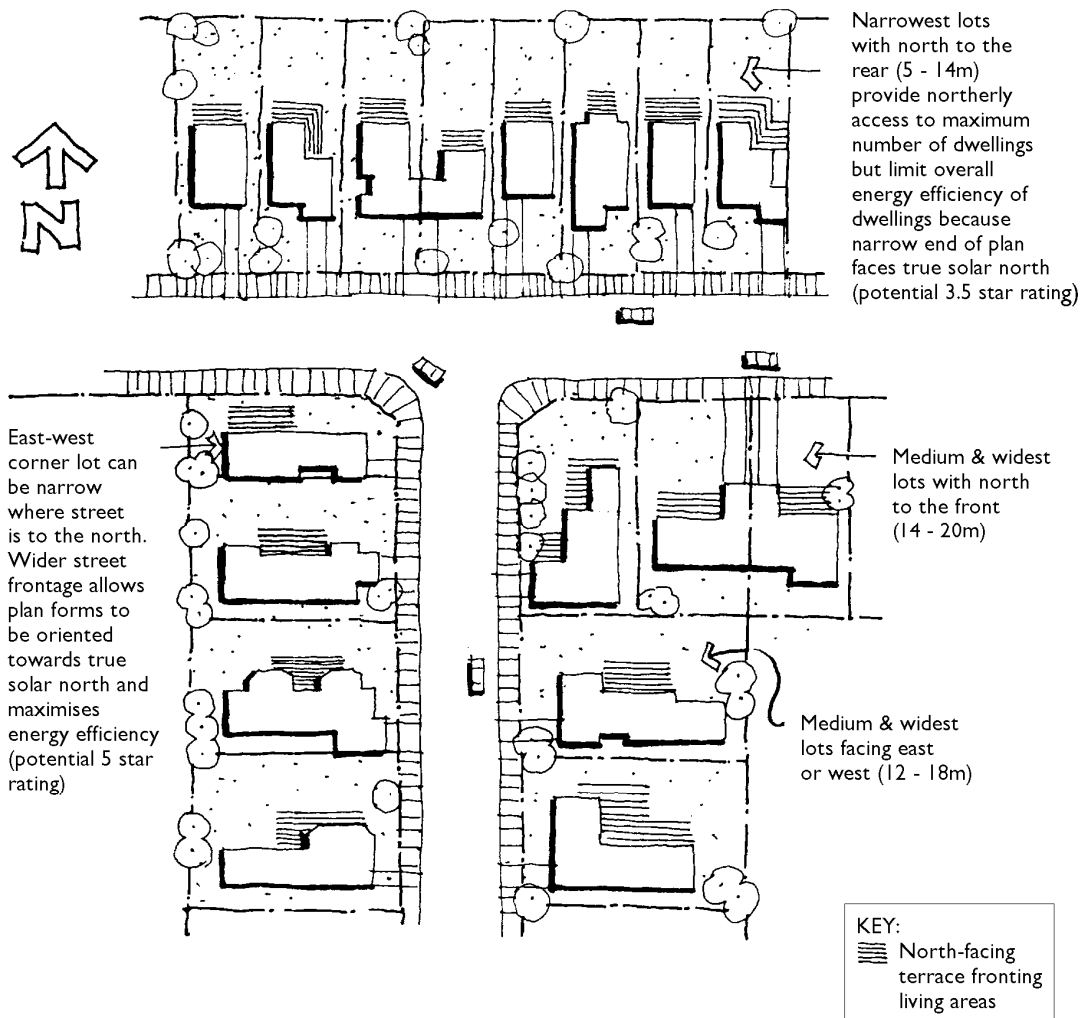 Narrowest lots
with north to the
rear (5 - 14m)
provide northerly
access to maximum
number of dwellings
but limit overall
energy efficiency of
dwellings because
narrow end of plan
faces true solar north
(potential 3.5 star rating)
N
East-west
corner lot can
be narrow
where street
is to the north.
Wider street
frontage allows
plan forms to
be oriented
towards true
solar north and
maximises
energy efficiency
(potential 5 star
rating)
Medium & widest
lots with north
to the front
(14 - 20m)
Medium & widest
lots facing east
or west (12 - 18m)
KEY:
North-facing
terrace fronting
living areas